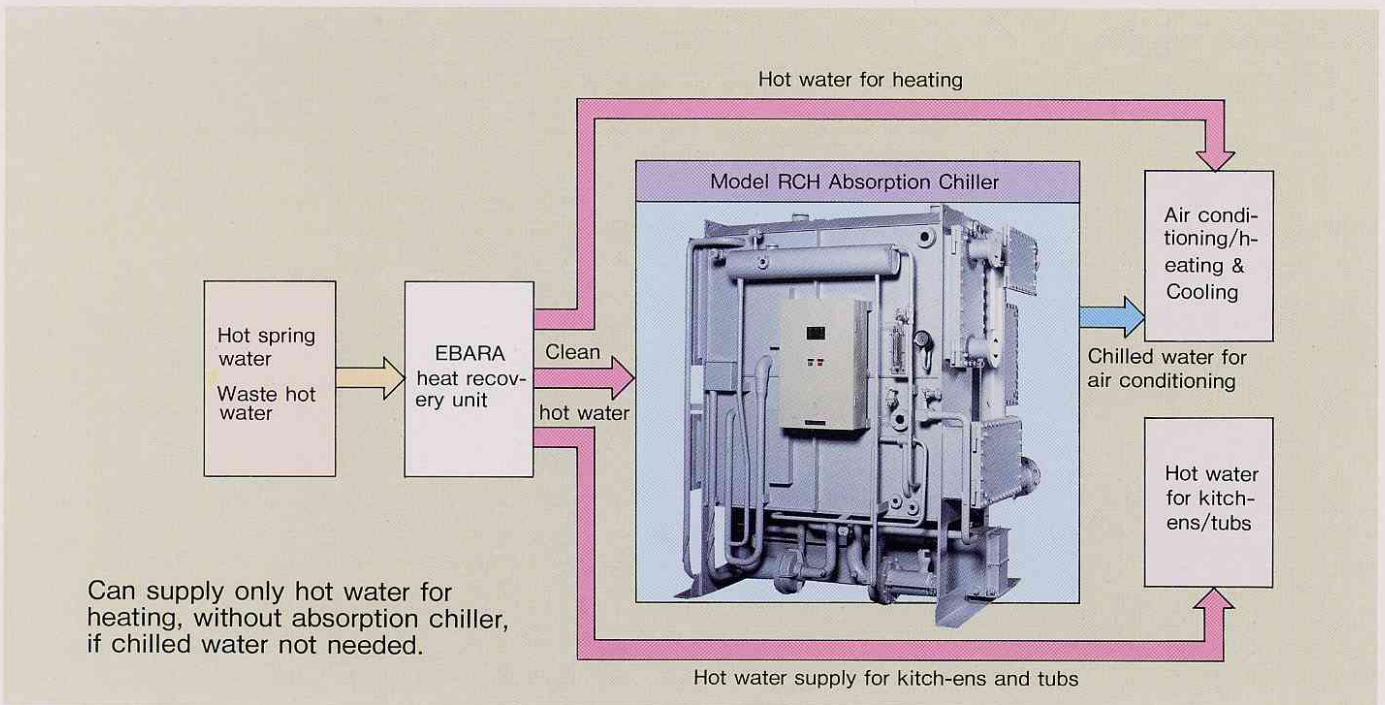 Hot water for heating
Model RCH Absorption Chiller
Air condi-
tioning/h-
eating &
Cooling
Hot spring
water
Waste hot
water
EBARA
heat recov-
ery unit
Clean
hot water
Chilled water for
air conditioning
Hot water
for kitch-
ens/tubs
Can supply only hot water for
heating, without absorption chiller,
if chilled water not needed.
Hot water supply for kitch-ens and tubs